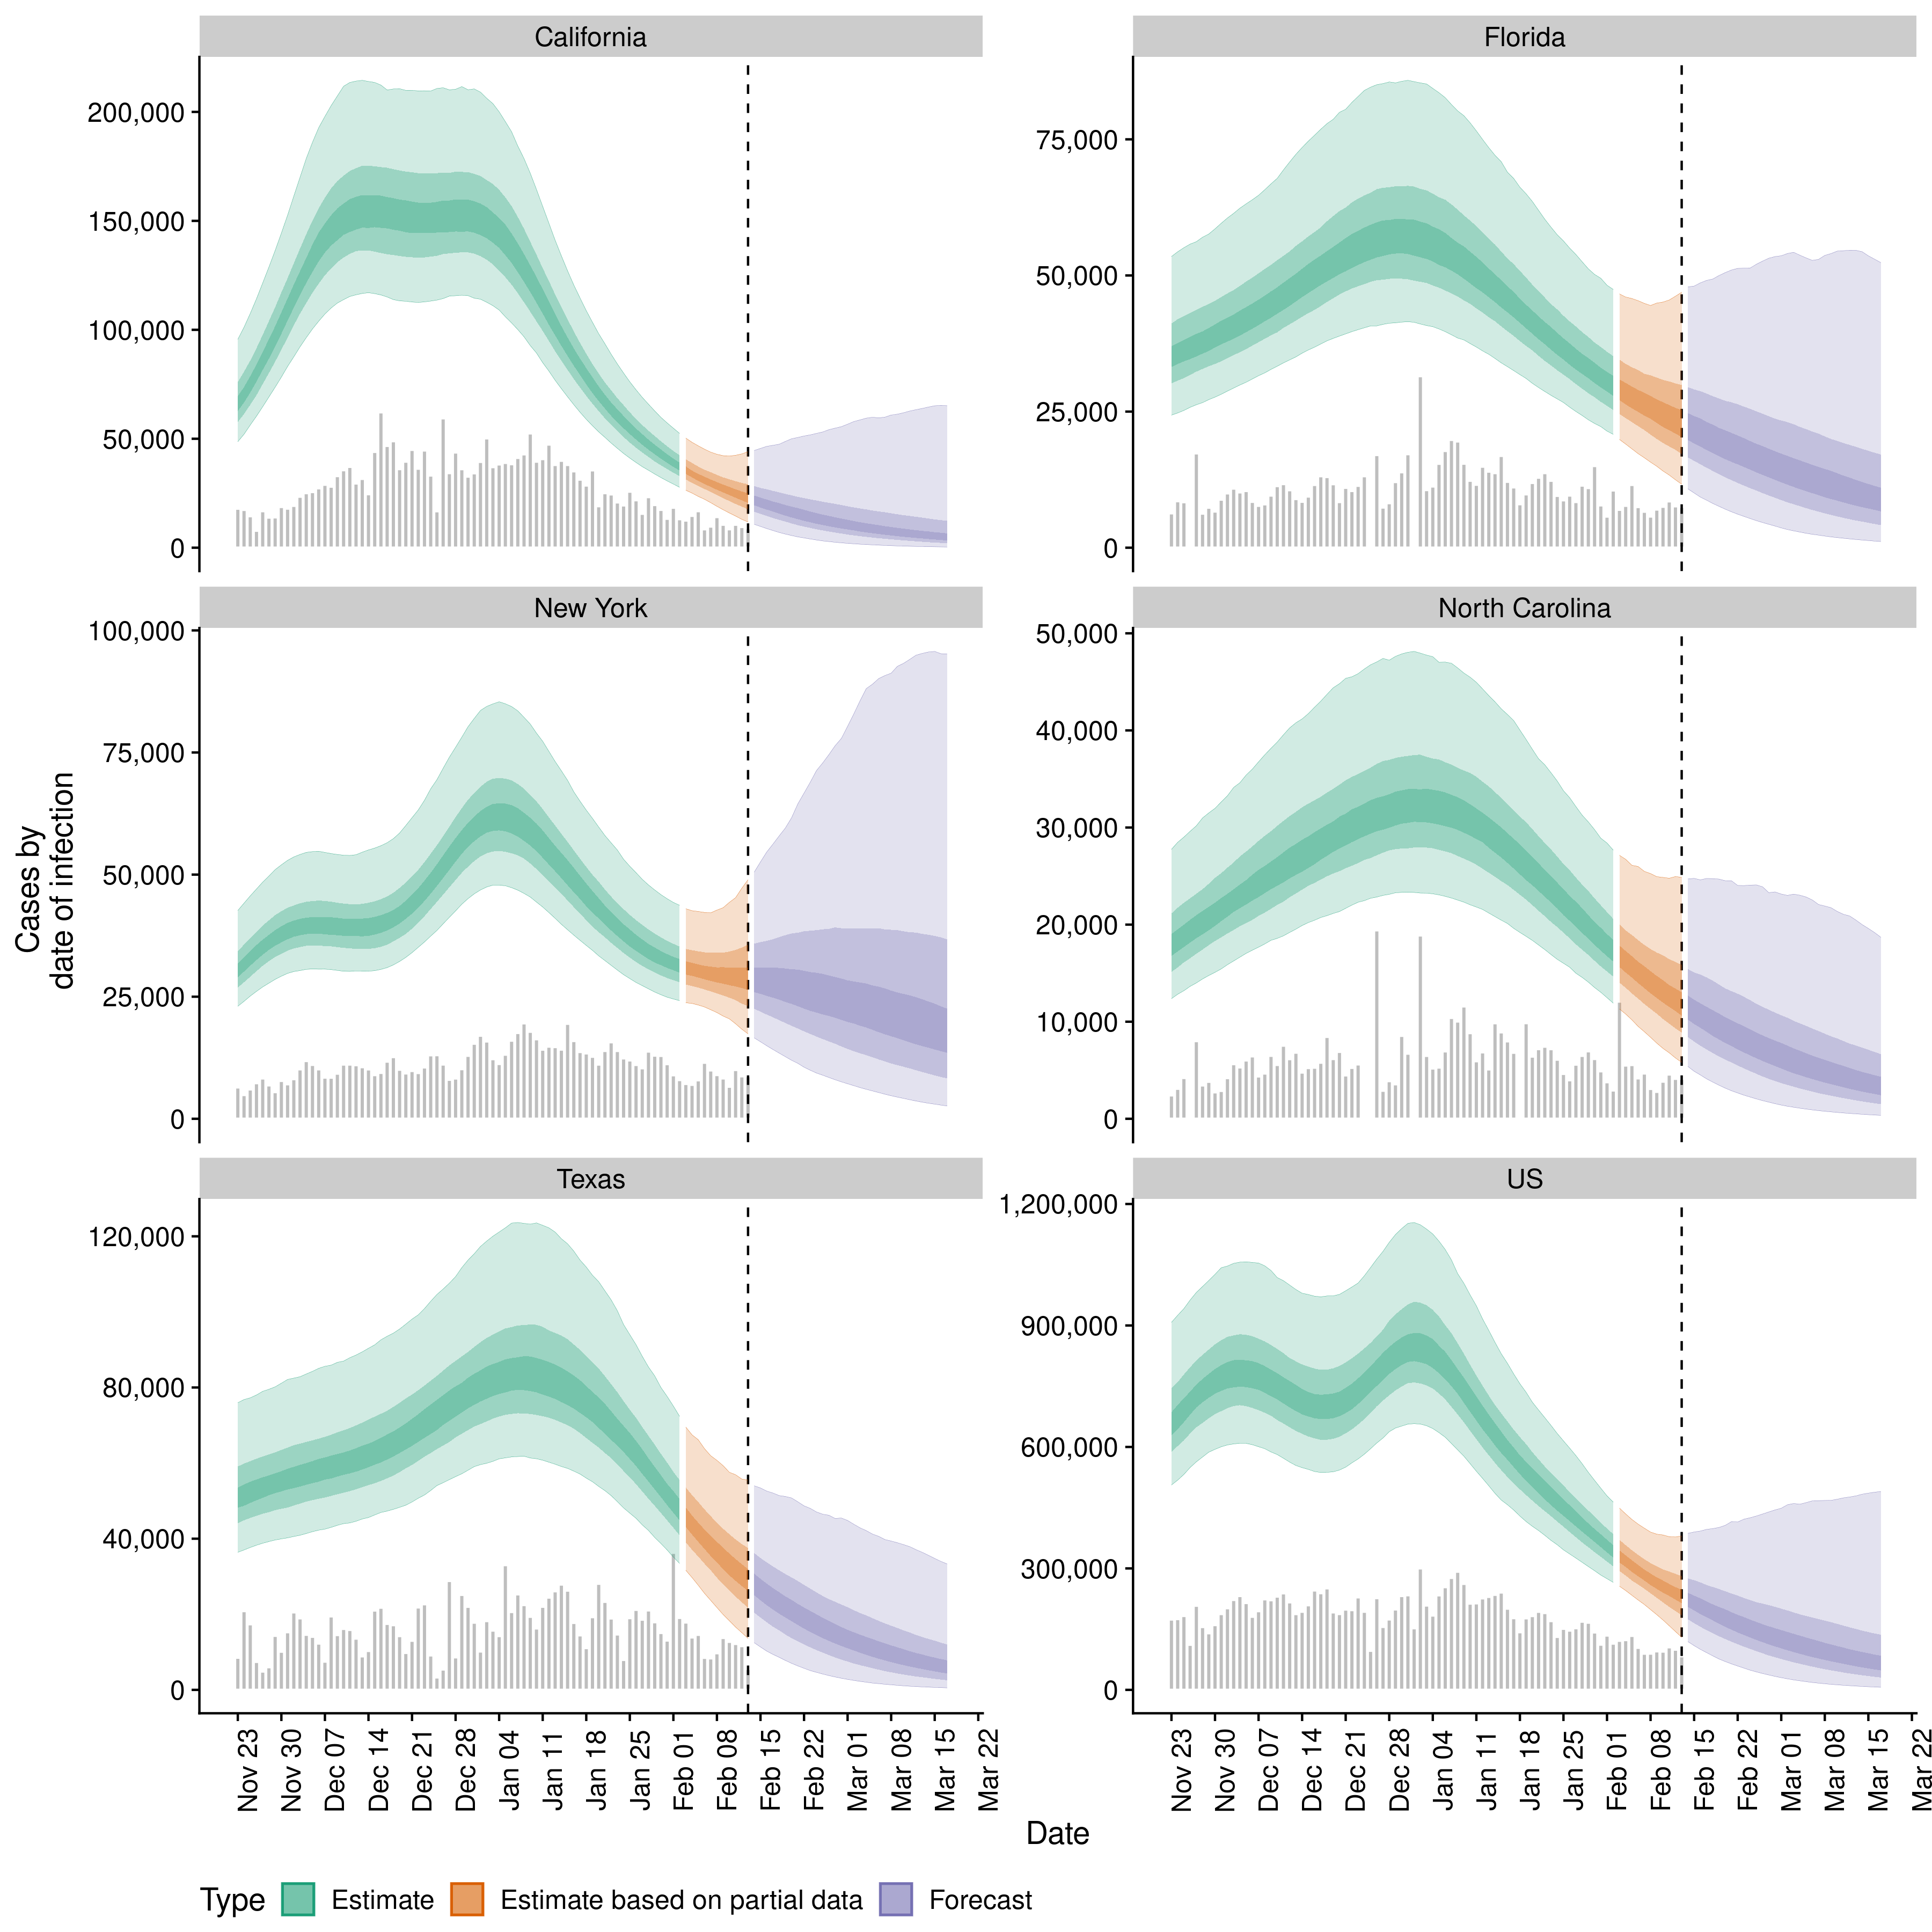 California
Florida
200,000
150,000
100,000
50,000
0
75,000
50,000
25,000
0
New York
North Carolina
100,000
75,000
50,000
25,000
0
50,000
40,000
30,000
20,000
10,000
0
Texas
US
120,000
80,000
40,000
0
1,200,000
900,000
600,000
300,000
0
Cases by
date of infection
Nov 23
Nov 30
Dec 07
Dec 14
Dec 21
Dec 28
Jan 04
Jan 11
Jan 18
Jan 25
Feb 01
Feb 08
Feb 15
Feb 22
Mar 01
Mar 08
Mar 15
Mar 22
Nov 23
Nov 30
Dec 07
Dec 14
Dec 21
Dec 28
Jan 04
Jan 11
Jan 18
Jan 25
Feb 01
Feb 08
Feb 15
Feb 22
Mar 01
Mar 08
Mar 15
Mar 22
Date
Type Estimate Estimate based on partial data Forecast